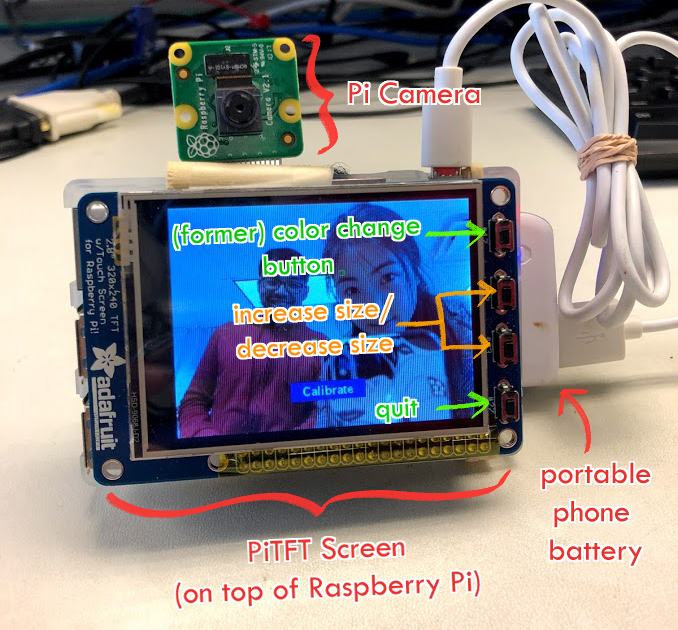 Raspberry Pi
Camera V2.1
Pi Camera
(former) color change
button
increase size/
decrease size
Calibrate
quit
2.8" 320x240 TFT
w/Touch Screen
for Raspberry Pi!
adafruit
portable
phone
battery
PiTFT Screen
(on top of Raspberry Pi)